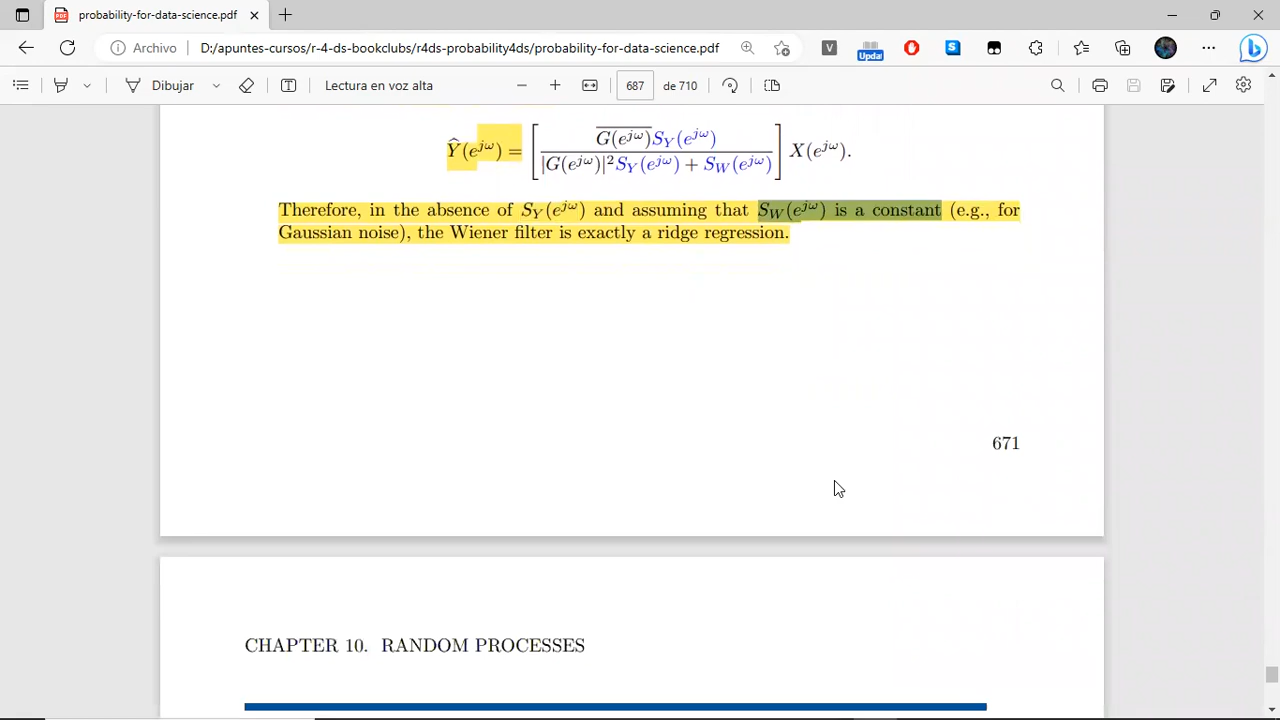 probability-for-data-science.pdf
Archivo
D:/apuntes-cursos/r-4-ds-bookclubs/r4ds-probability4ds/probability-for-data-science.pdf
V
Updat
S
Dibujar
Lectura en voz alta
687 de 710
Ŷ(e^{jω}) = [ \overline{G(e^{jω})}S_Y(e^{jω}) / |G(e^{jω})|^2 S_Y(e^{jω}) + S_W(e^{jω}) ] X(e^{jω}).
Therefore, in the absence of S_Y(e^{jω}) and assuming that S_W(e^{jω}) is a constant (e.g., for
Gaussian noise), the Wiener filter is exactly a ridge regression.
671
CHAPTER 10. RANDOM PROCESSES